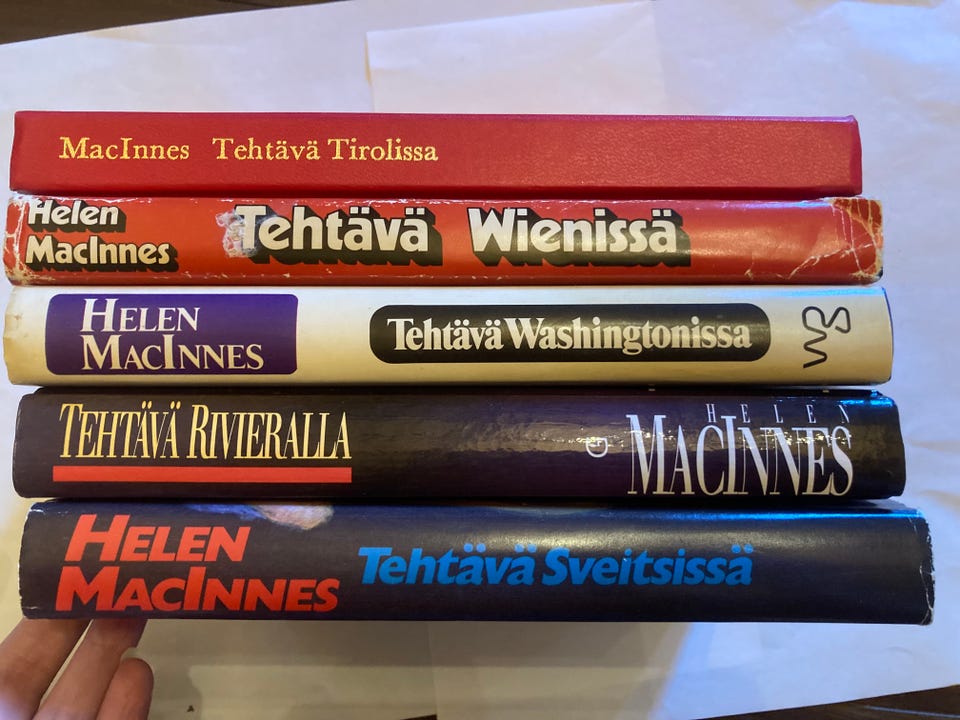 MacInnes Tehtävä Tirolissa
Helen
MacInnes
Tehtävä Wienissä
HELEN
MACINNES
Tehtävä Washingtonissa
TEHTÄVÄ RIVIERALLA
HELEN
MACINNES
HELEN
MACINNES
Tehtävä Sveitsissä